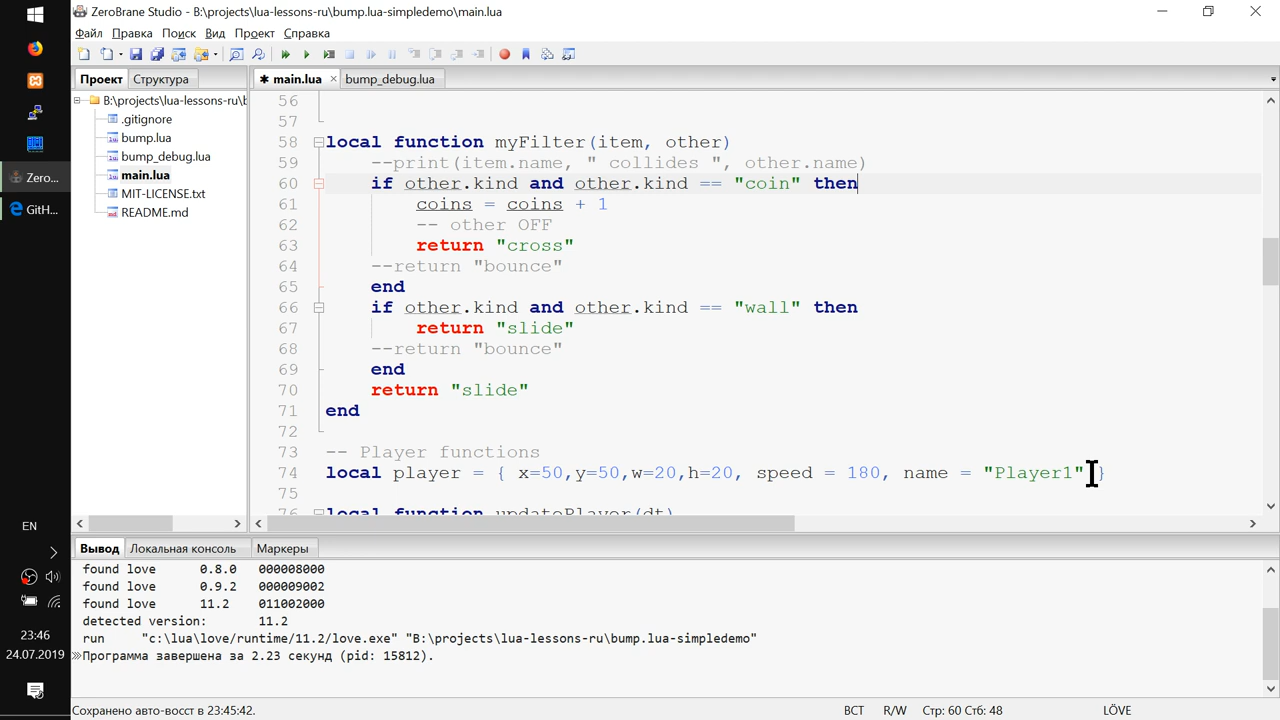 ZeroBrane Studio - B:\projects\lua-lessons-ru\bump.lua-simpledemo\main.lua
Файл Правка Поиск Вид Проект Справка
Проект Структура
✱ main.lua × bump_debug.lua
B:\projects\lua-lessons-ru\b
.gitignore
bump.lua
bump_debug.lua
main.lua
MIT-LICENSE.txt
README.md
56
57
58 local function myFilter(item, other)
59 --print(item.name, " collides ", other.name)
60 if other.kind and other.kind == "coin" then
61 coins = coins + 1
62 -- other OFF
63 return "cross"
64 --return "bounce"
65 end
66 if other.kind and other.kind == "wall" then
67 return "slide"
68 --return "bounce"
69 end
70 return "slide"
71 end
72
73 -- Player functions
74 local player = { x=50,y=50,w=20,h=20, speed = 180, name = "Player1" }
75
76 local function updatePlayer(dt)
Вывод Локальная консоль Маркеры
found love 0.8.0 000008000
found love 0.9.2 000009002
found love 11.2 011002000
detected version: 11.2
run "c:\lua\love/runtime/11.2/love.exe" "B:\projects\lua-lessons-ru\bump.lua-simpledemo"
Программа завершена за 2.23 секунд (pid: 15812).
Сохранено авто-восст в 23:45:42.
ВСТ R/W Стр: 60 Стб: 48 LÖVE
Zero...
GitH...
EN
23:46
24.07.2019